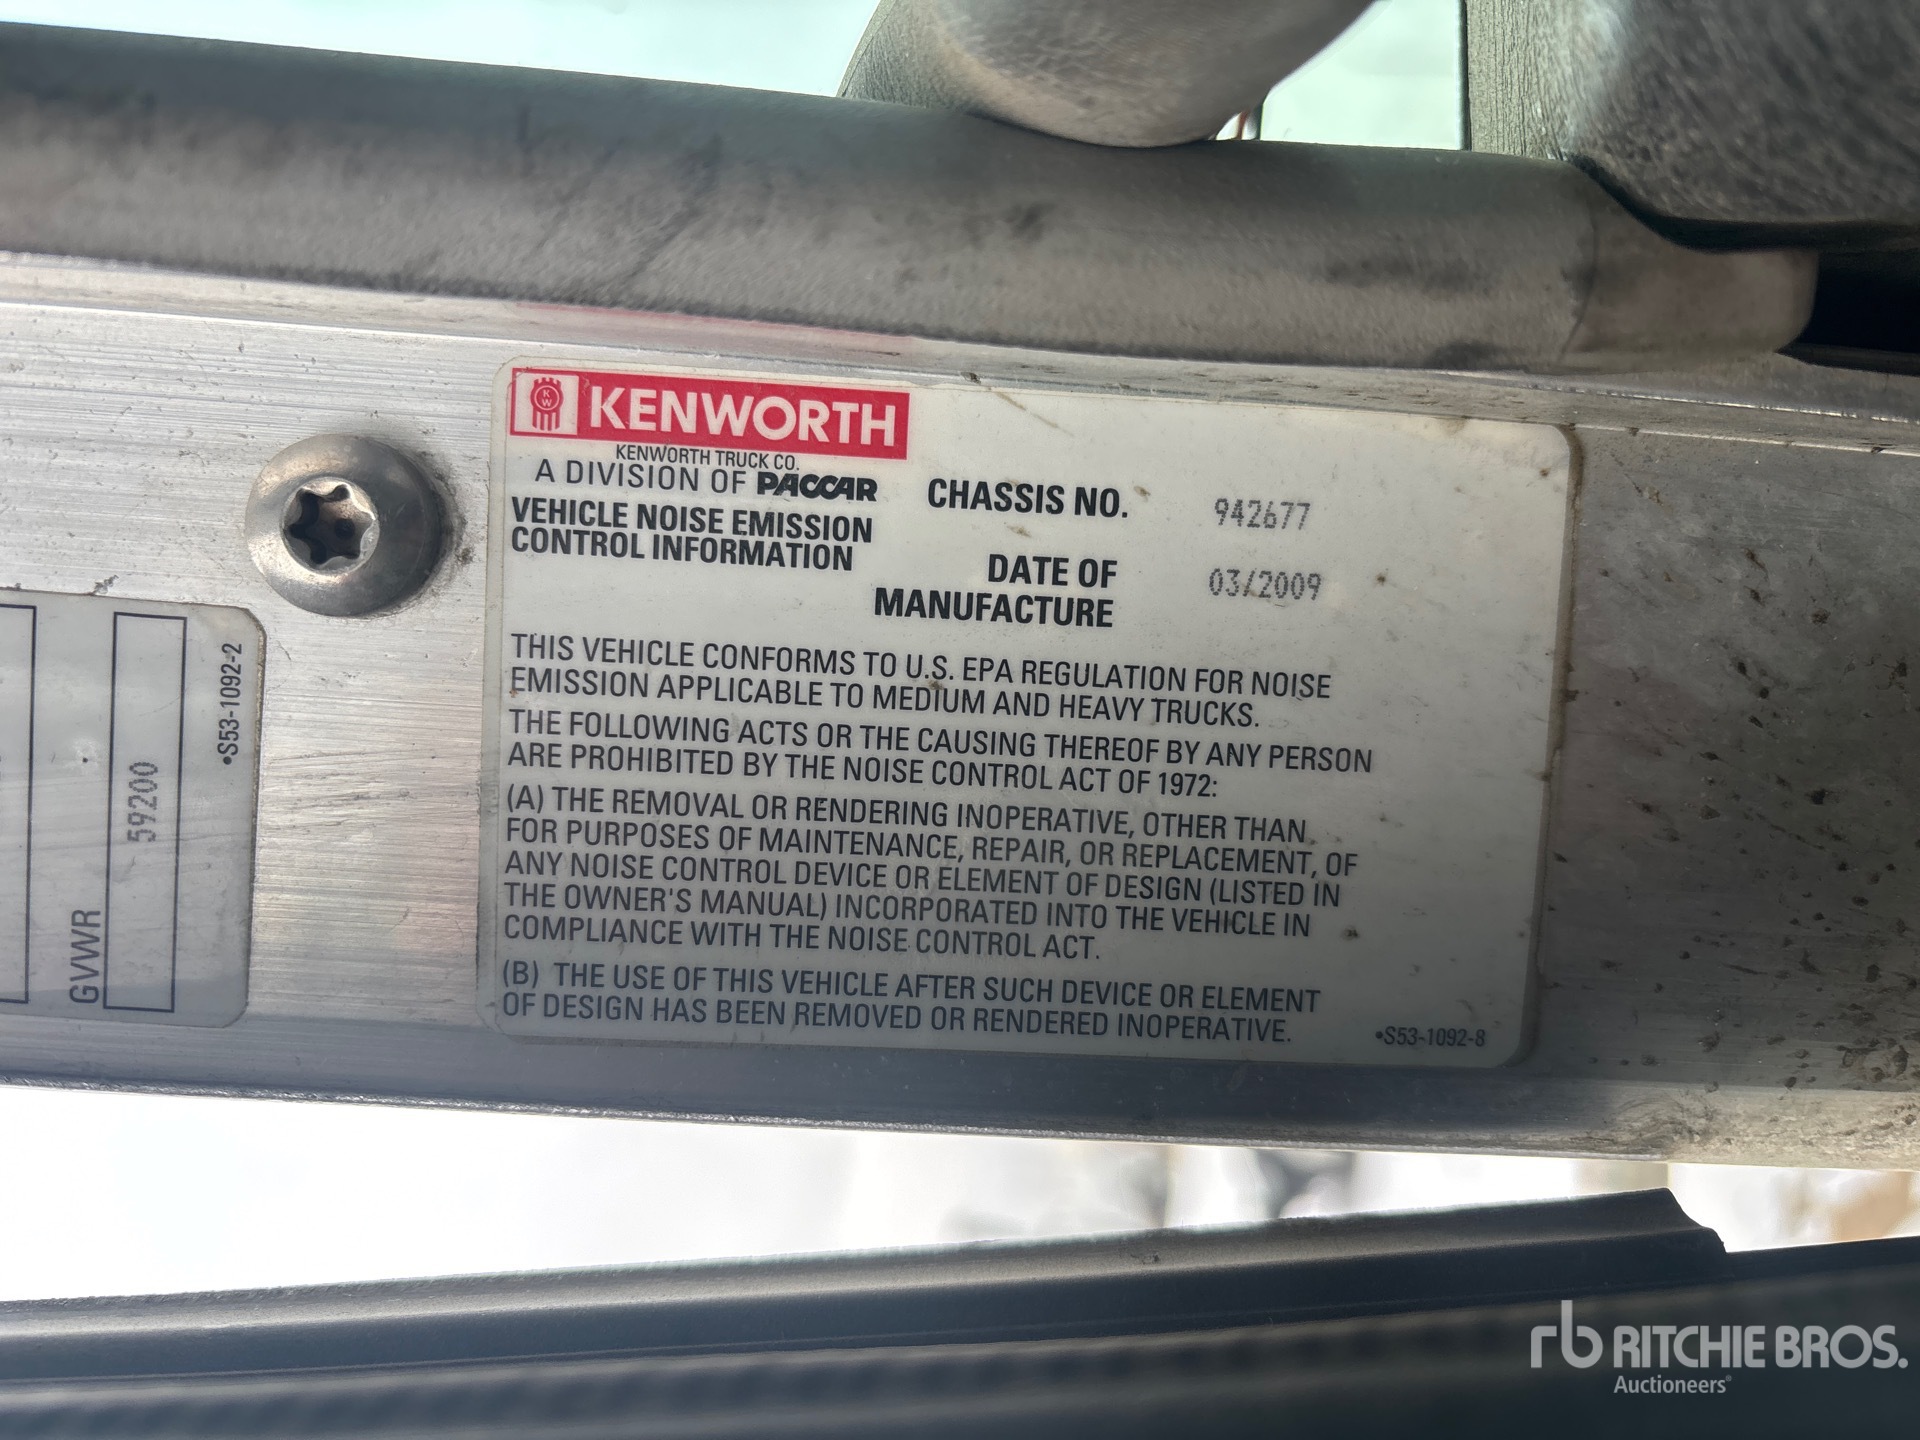 KW
KENWORTH
KENWORTH TRUCK CO.
A DIVISION OF PACCAR
VEHICLE NOISE EMISSION
CONTROL INFORMATION
CHASSIS NO. 942677
DATE OF
MANUFACTURE 03/2009
THIS VEHICLE CONFORMS TO U.S. EPA REGULATION FOR NOISE
EMISSION APPLICABLE TO MEDIUM AND HEAVY TRUCKS.
THE FOLLOWING ACTS OR THE CAUSING THEREOF BY ANY PERSON
ARE PROHIBITED BY THE NOISE CONTROL ACT OF 1972:
(A) THE REMOVAL OR RENDERING INOPERATIVE, OTHER THAN
FOR PURPOSES OF MAINTENANCE, REPAIR, OR REPLACEMENT, OF
ANY NOISE CONTROL DEVICE OR ELEMENT OF DESIGN (LISTED IN
THE OWNER'S MANUAL) INCORPORATED INTO THE VEHICLE IN
COMPLIANCE WITH THE NOISE CONTROL ACT.
(B) THE USE OF THIS VEHICLE AFTER SUCH DEVICE OR ELEMENT
OF DESIGN HAS BEEN REMOVED OR RENDERED INOPERATIVE.
•S53-1092-8
GVWR
59200
•S53-1092-2
rb RITCHIE BROS.
Auctioneers®